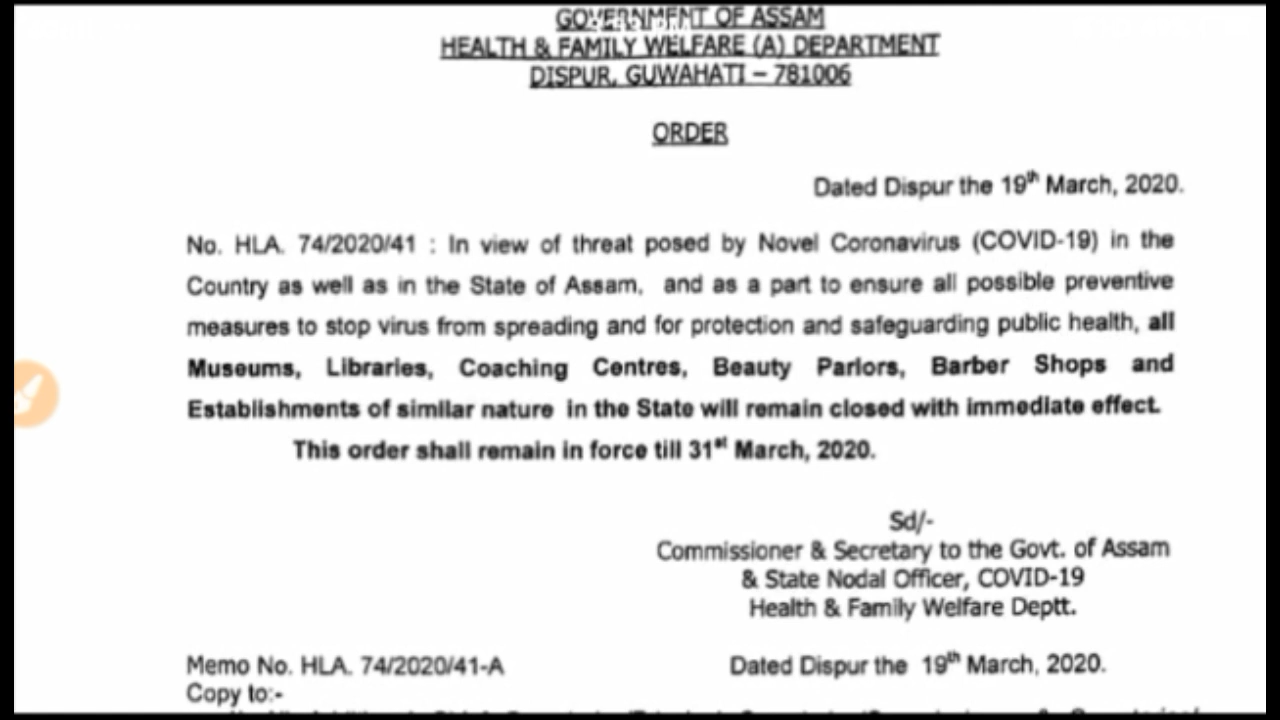 GOVERNMENT OF ASSAM
HEALTH & FAMILY WELFARE (A) DEPARTMENT
DISPUR, GUWAHATI – 781006
ORDER
Dated Dispur the 19th March, 2020.
No. HLA. 74/2020/41 : In view of threat posed by Novel Coronavirus (COVID-19) in the
Country as well as in the State of Assam, and as a part to ensure all possible preventive
measures to stop virus from spreading and for protection and safeguarding public health, all
Museums, Libraries, Coaching Centres, Beauty Parlors, Barber Shops and
Establishments of similar nature in the State will remain closed with immediate effect.
This order shall remain in force till 31st March, 2020.
Sd/-
Commissioner & Secretary to the Govt. of Assam
& State Nodal Officer, COVID-19
Health & Family Welfare Deptt.
Memo No. HLA. 74/2020/41-A Dated Dispur the 19th March, 2020.
Copy to:-